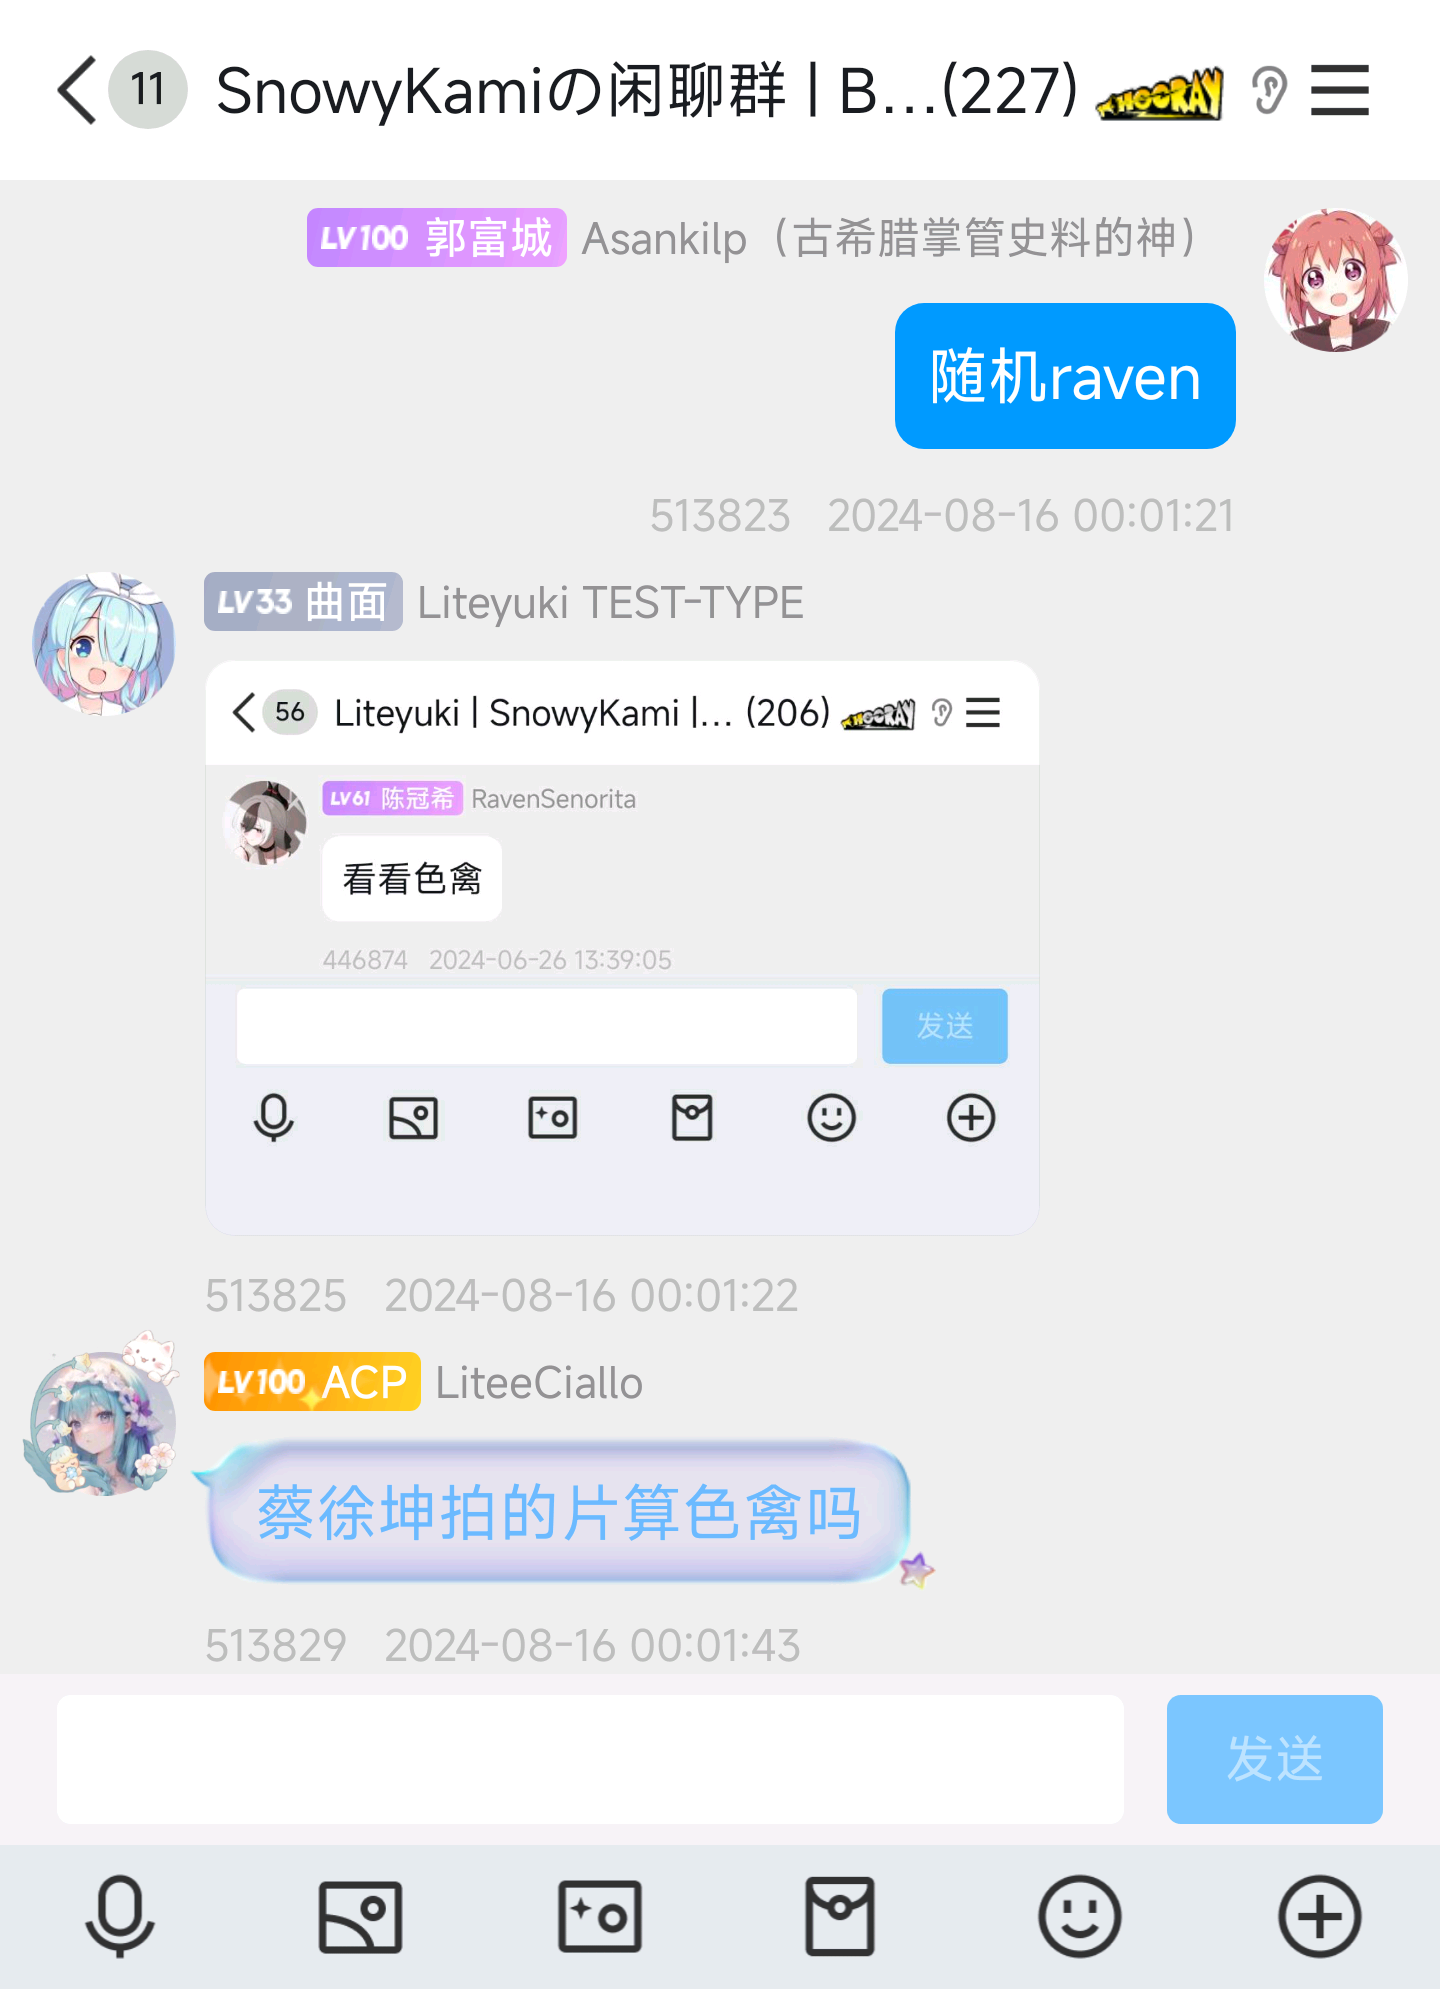 11 SnowyKamiの闲聊群 | B...(227) HOORAY
LV100 郭富城 Asankilp（古希腊掌管史料的神）
随机raven
513823 2024-08-16 00:01:21
LV33 曲面 Liteyuki TEST-TYPE
56 Liteyuki | SnowyKami |... (206) HOORAY
LV61 陈冠希 RavenSenorita
看看色禽
446874 2024-06-26 13:39:05
发送
513825 2024-08-16 00:01:22
LV100 ACP LiteeCiallo
蔡徐坤拍的片算色禽吗
513829 2024-08-16 00:01:43
发送